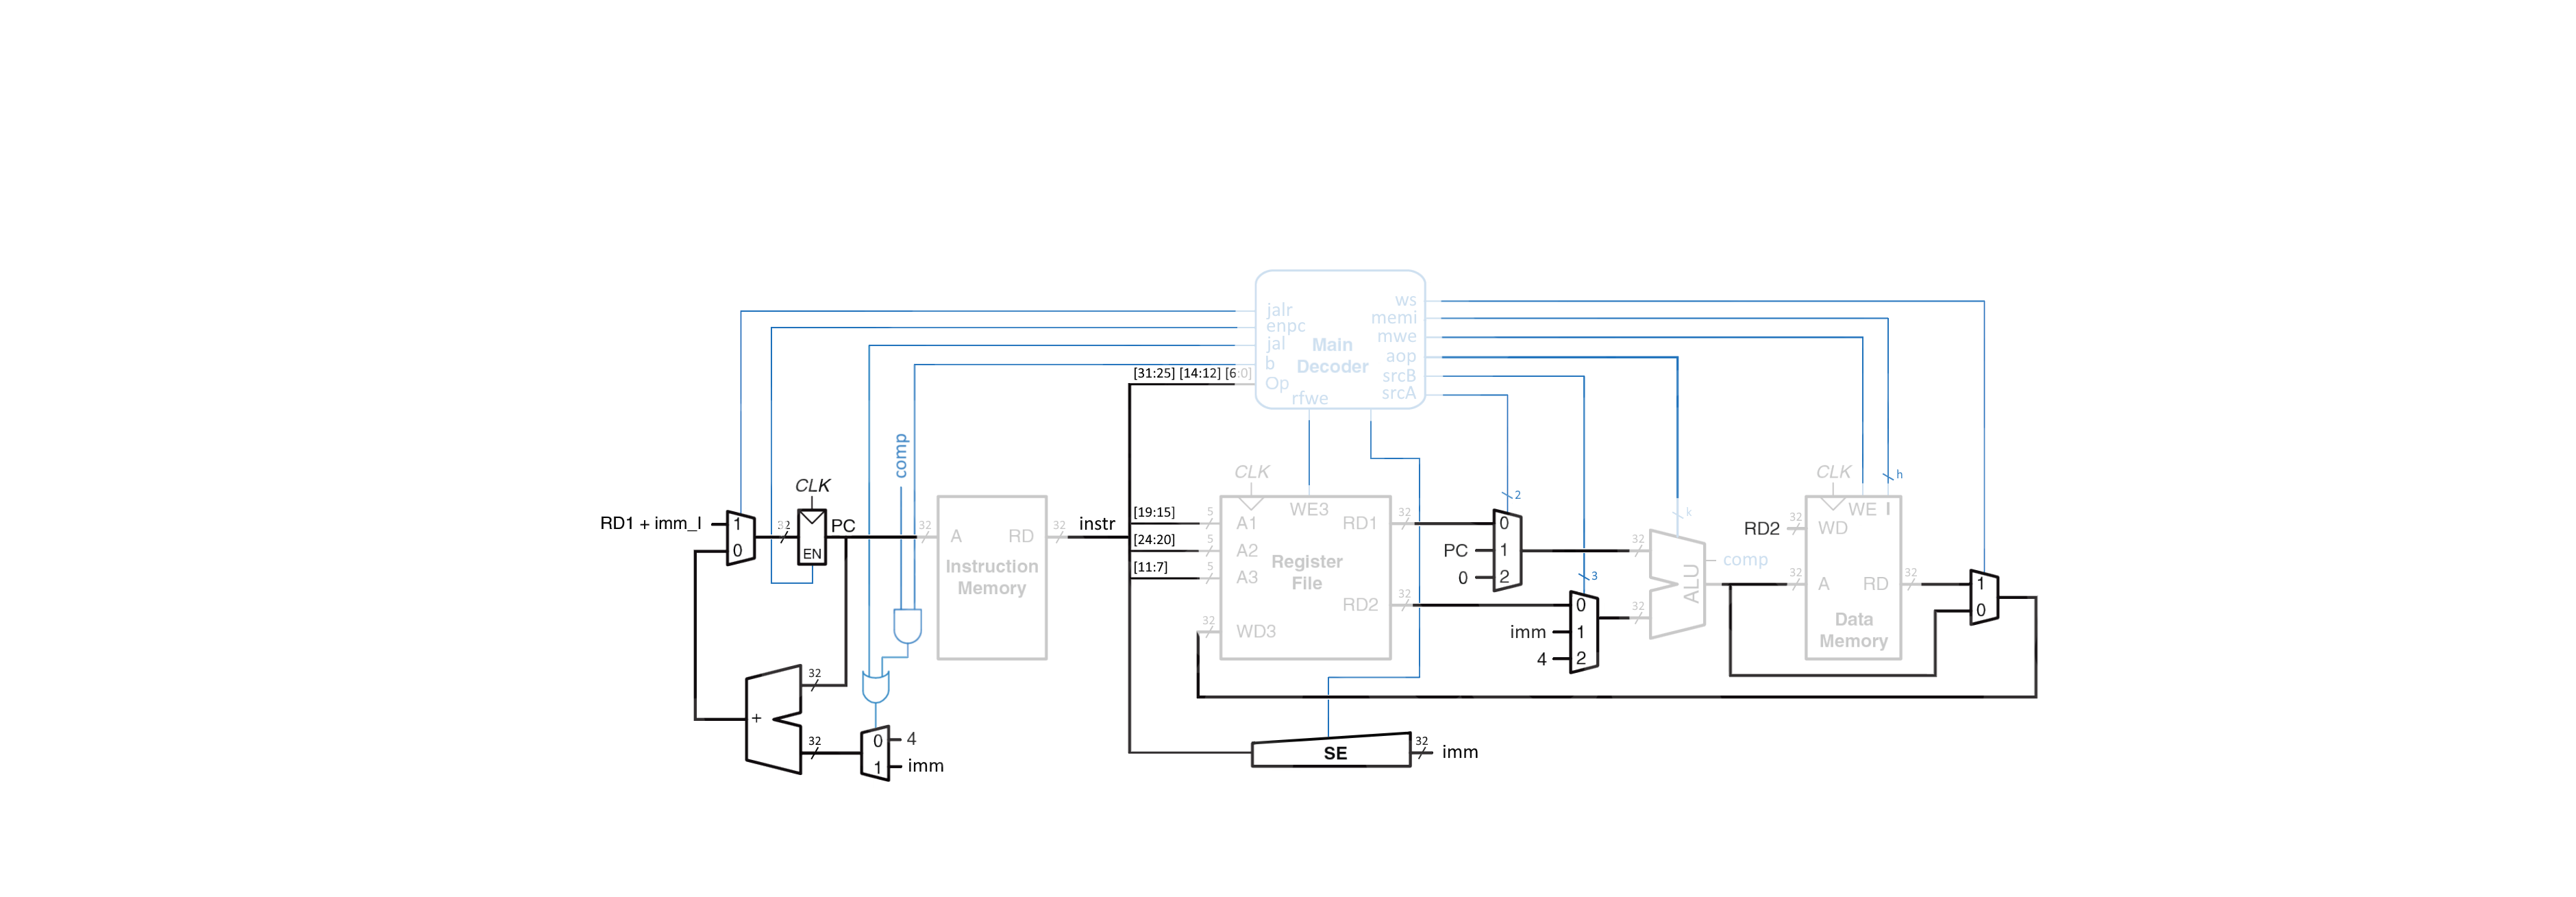 jalr
enpc
jal
b
Op
rfwe
Main
Decoder
ws
memi
mwe
aop
srcB
srcA
[31:25] [14:12] [6:0]
comp
h
CLK
RD1 + imm_I
1
0
32
EN
PC
32
A
RD
Instruction
Memory
32
instr
[19:15]
[24:20]
[11:7]
5
5
5
CLK
A1
A2
A3
WE3
RD1
Register
File
RD2
32
WD3
32
32
2
0
PC
1
0
2
3
0
imm
1
4
2
32
32
k
ALU
comp
CLK
WE I
RD2
32
WD
32
A
RD
32
Data
Memory
1
0
32
+
32
0
4
1
imm
SE
32
imm